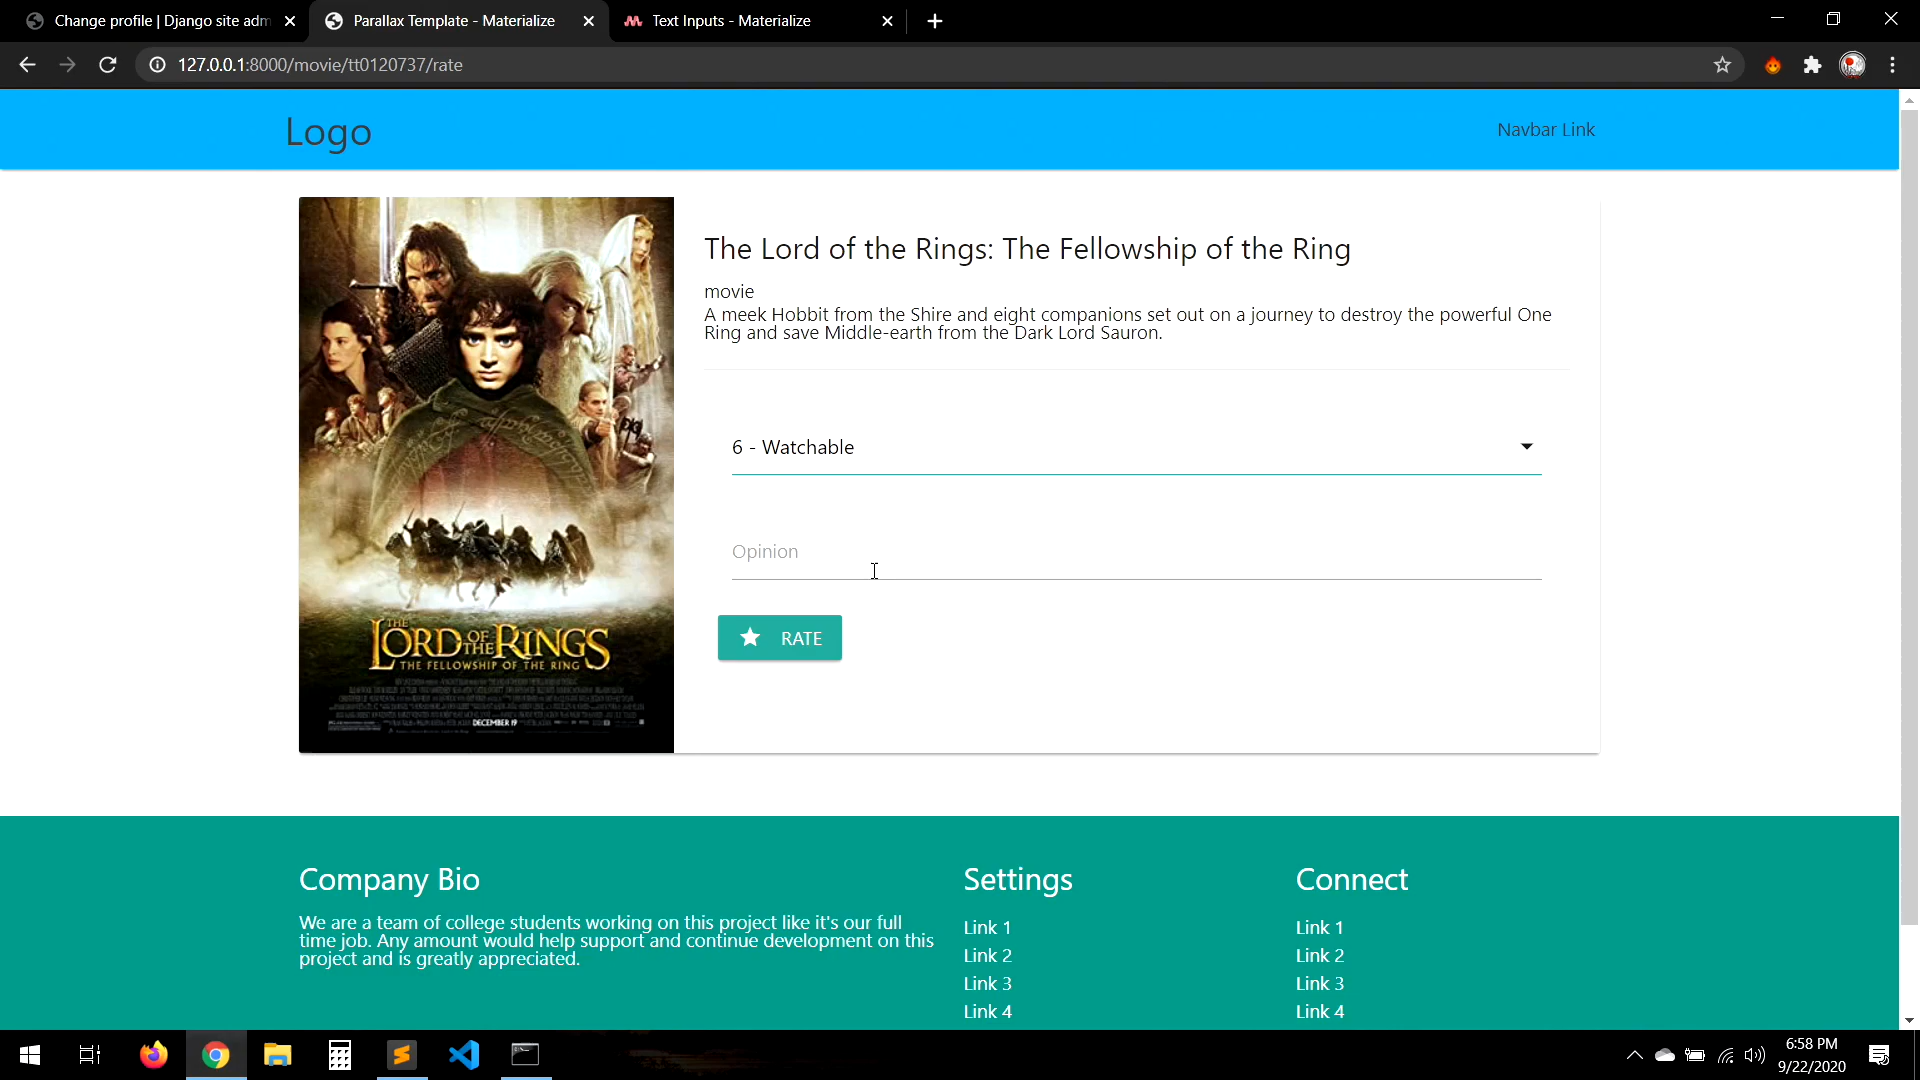 Change profile | Django site adm
Parallax Template - Materialize
Text Inputs - Materialize
127.0.0.1:8000/movie/tt0120737/rate
Logo
Navbar Link
The Lord of the Rings: The Fellowship of the Ring
movie
A meek Hobbit from the Shire and eight companions set out on a journey to destroy the powerful One
Ring and save Middle-earth from the Dark Lord Sauron.
6 - Watchable
Opinion
RATE
THE
LORD OF THE RINGS
THE FELLOWSHIP OF THE RING
DECEMBER 19
Company Bio
We are a team of college students working on this project like it's our full
time job. Any amount would help support and continue development on this
project and is greatly appreciated.
Settings
Link 1
Link 2
Link 3
Link 4
Connect
Link 1
Link 2
Link 3
Link 4
6:58 PM
9/22/2020